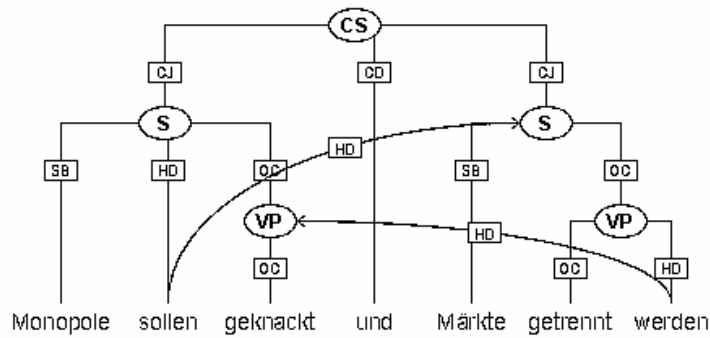 CS
CJ CD CJ
S S
SB HD OC HD SB OC
VP VP
HD
OC OC HD
Monopole sollen geknackt und Märkte getrennt werden